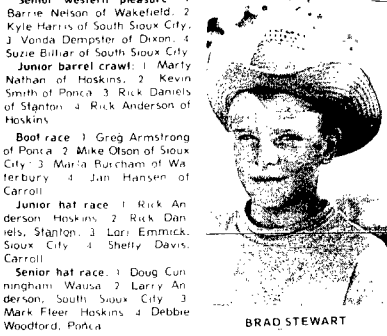 Senior western pleasure: 1
Barrie Nelson of Wakefield. 2
Kyle Harris of South Sioux City.
3 Vonda Dempster of Dixon. 4
Suzie Billiar of South Sioux City
Junior barrel crawl: 1 Marty
Nathan of Hoskins, 2 Kevin
Smith of Ponca 3 Rick Daniels
of Stanton 4 Rick Anderson of
Hoskins
Boot race 1 Greg Armstrong
of Ponca 2 Mike Olson of Sioux
City 3 Maria Burcham of Wa
terbury 4 Jan Hansen of
Carroll
Junior hat race 1 Rick An
derson Hoskins 2 Rick Dan
iels, Stanton. 3 Lori Emmick.
Sioux City 4 Shelly Davis.
Carroll
Senior hat race. 1 Doug Cun
ningham Wausa 2 Larry An
derson, South Sioux City 3
Mark Fleer Hoskins 4 Debbie
Woodford, Ponca
BRAD STEWART